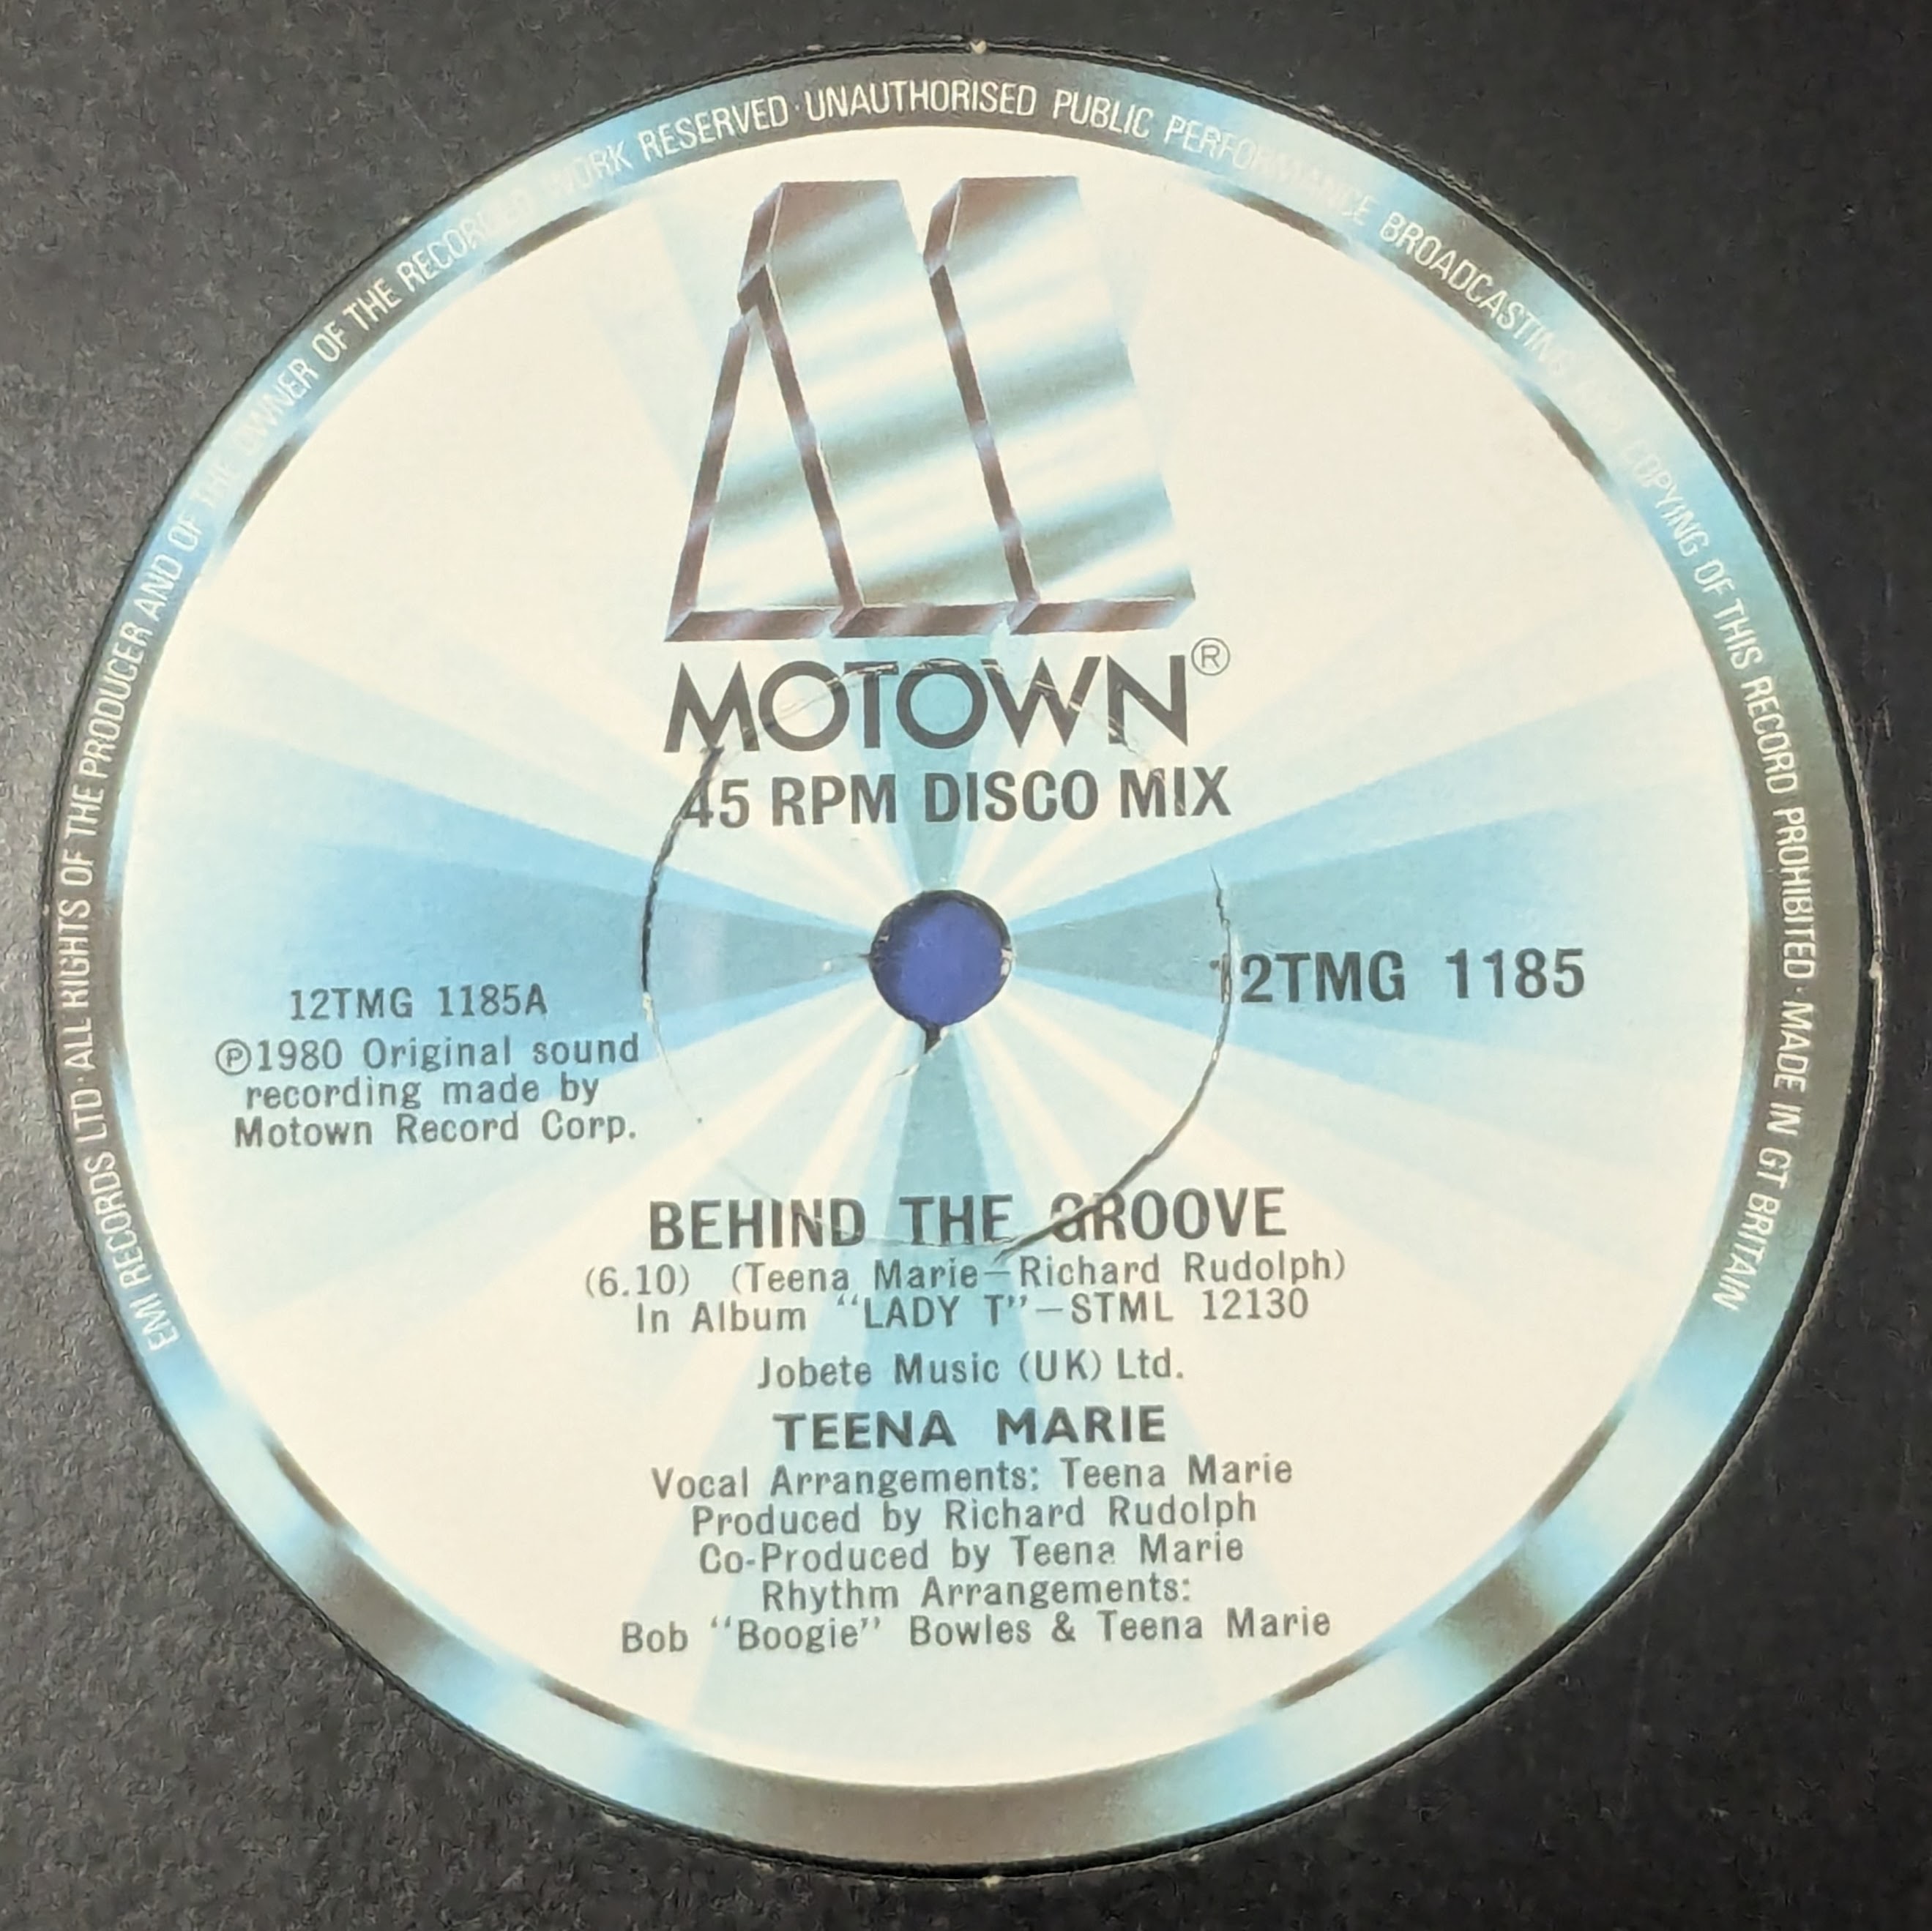 EMI RECORDS LTD · ALL RIGHTS OF THE PRODUCER AND OF THE OWNER OF THE RECORDED WORK RESERVED · UNAUTHORISED PUBLIC PERFORMANCE BROADCASTING AND COPYING OF THIS RECORD PROHIBITED · MADE IN GT BRITAIN
MOTOWN®
45 RPM DISCO MIX
12TMG 1185
12TMG 1185A
℗1980 Original sound
recording made by
Motown Record Corp.
BEHIND THE GROOVE
(6.10) (Teena Marie—Richard Rudolph)
In Album “LADY T”—STML 12130
Jobete Music (UK) Ltd.
TEENA MARIE
Vocal Arrangements: Teena Marie
Produced by Richard Rudolph
Co-Produced by Teena Marie
Rhythm Arrangements:
Bob “Boogie” Bowles & Teena Marie